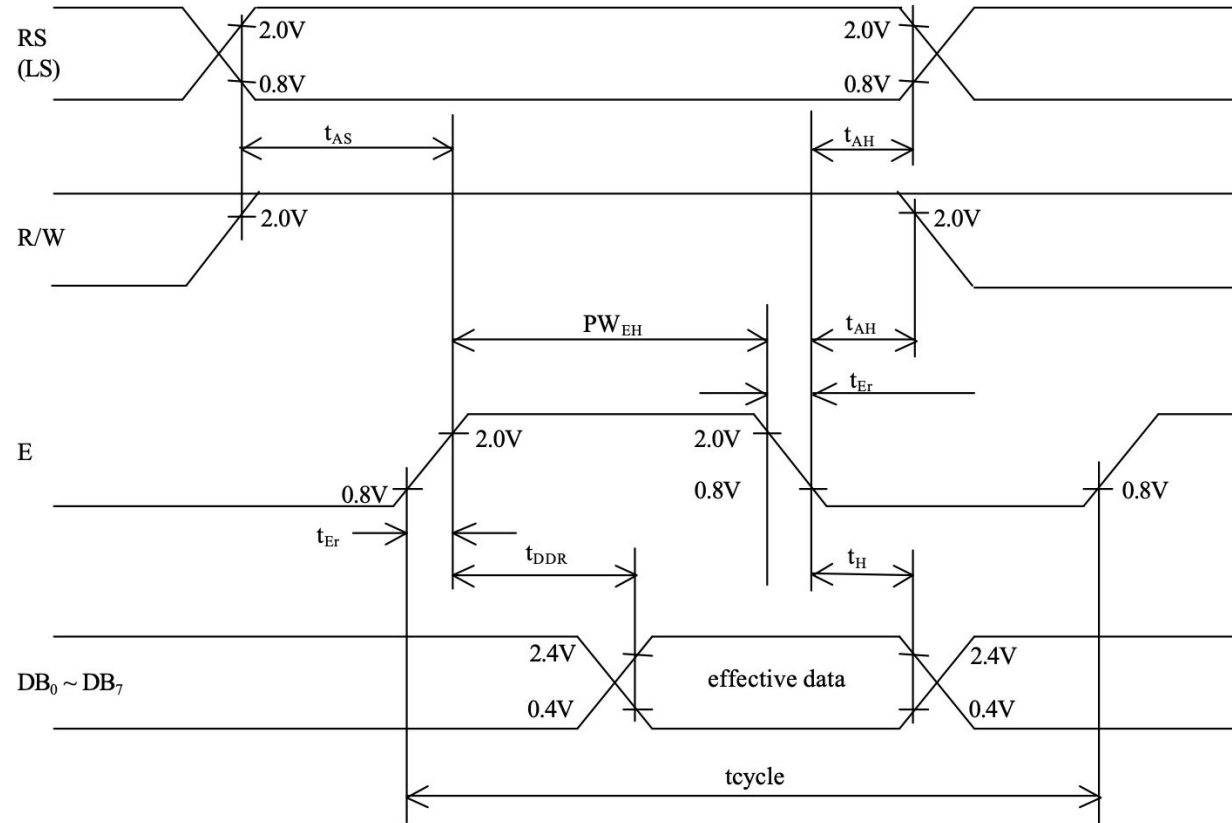 RS
(LS)
2.0V
2.0V
0.8V
0.8V
tAS
tAH
R/W
2.0V
2.0V
PWEH
tAH
tEr
E
2.0V
2.0V
0.8V
0.8V
0.8V
tEr
tDDR
tH
2.4V
2.4V
DB0 ~ DB7
effective data
0.4V
0.4V
tcycle